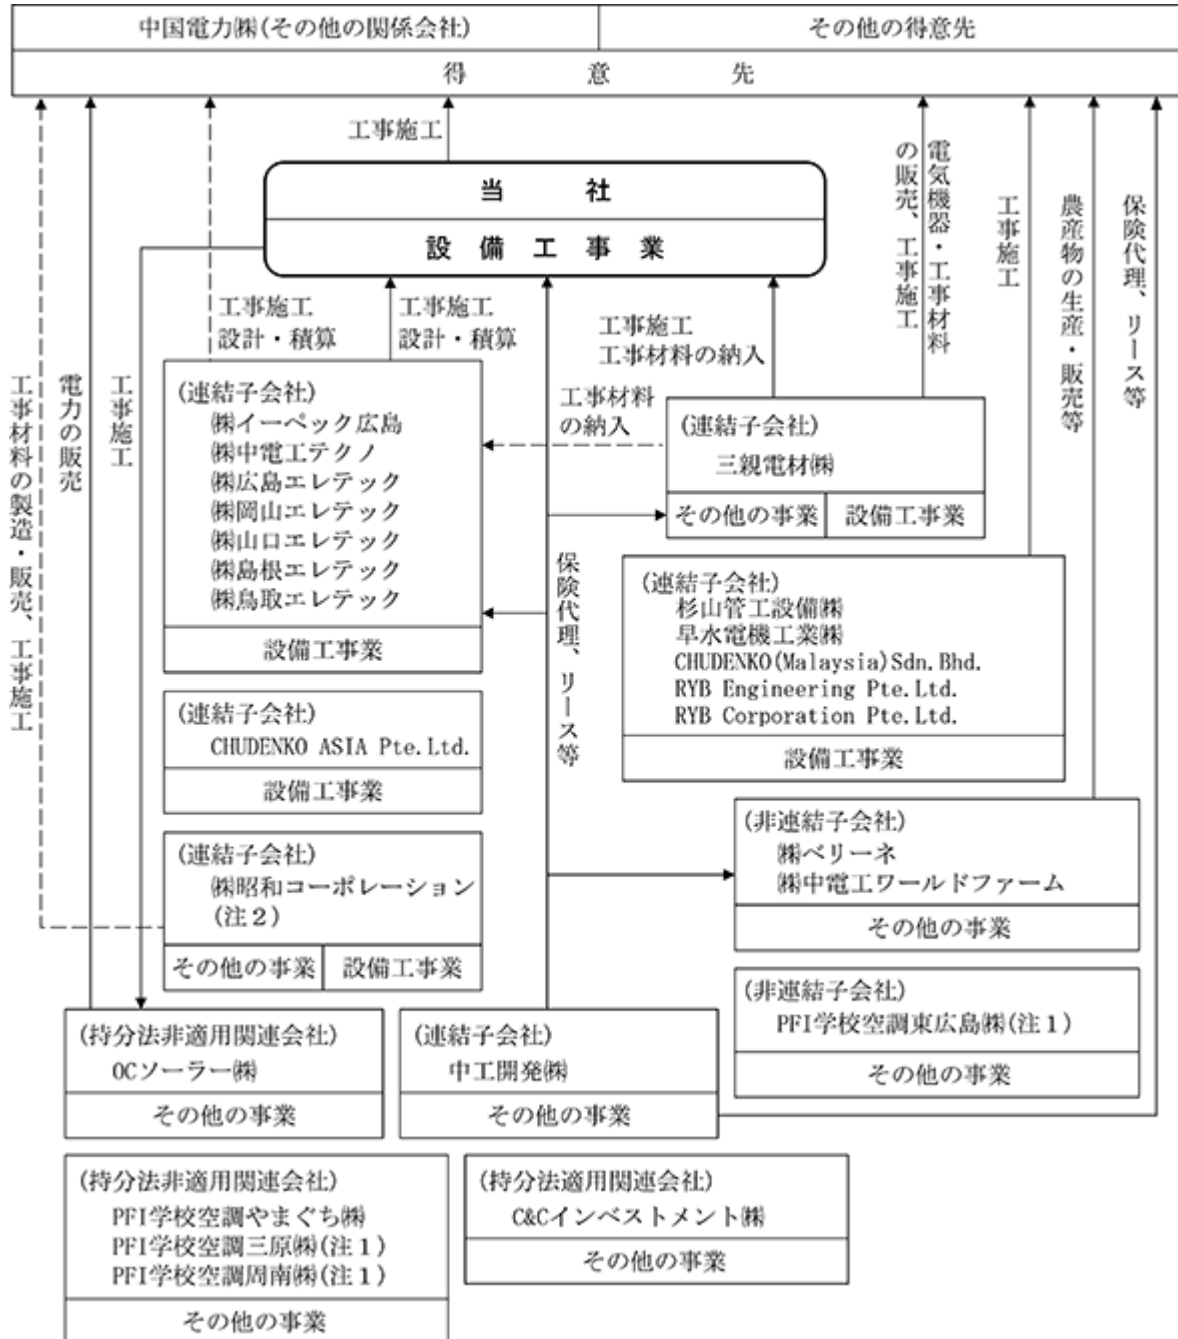 中国電力㈱(その他の関係会社)
その他の得意先
得意先
工事施工
当社
設備工事業
工事施工
設計・積算
工事施工
設計・積算
工事施工
工事材料の納入
電気機器・工事材料
の販売、工事施工
工事施工
農産物の生産・販売等
保険代理、リース等
工事材料の製造・販売、工事施工
電力の販売
工事施工
(連結子会社)
㈱イーペック広島
㈱中電工テクノ
㈱広島エレテック
㈱岡山エレテック
㈱山口エレテック
㈱島根エレテック
㈱鳥取エレテック
設備工事業
工事材料
の納入
(連結子会社)
三親電材㈱
その他の事業
設備工事業
保険代理、リース等
(連結子会社)
杉山管工設備㈱
早水電機工業㈱
CHUDENKO(Malaysia)Sdn.Bhd.
RYB Engineering Pte.Ltd.
RYB Corporation Pte.Ltd.
設備工事業
(連結子会社)
CHUDENKO ASIA Pte.Ltd.
設備工事業
(連結子会社)
㈱昭和コーポレーション
(注２)
その他の事業
設備工事業
(非連結子会社)
㈱ベリーネ
㈱中電工ワールドファーム
その他の事業
(非連結子会社)
PFI学校空調東広島㈱(注１)
その他の事業
(持分法非適用関連会社)
OCソーラー㈱
その他の事業
(連結子会社)
中工開発㈱
その他の事業
(持分法非適用関連会社)
PFI学校空調やまぐち㈱
PFI学校空調三原㈱(注１)
PFI学校空調周南㈱(注１)
その他の事業
(持分法適用関連会社)
C&Cインベストメント㈱
その他の事業